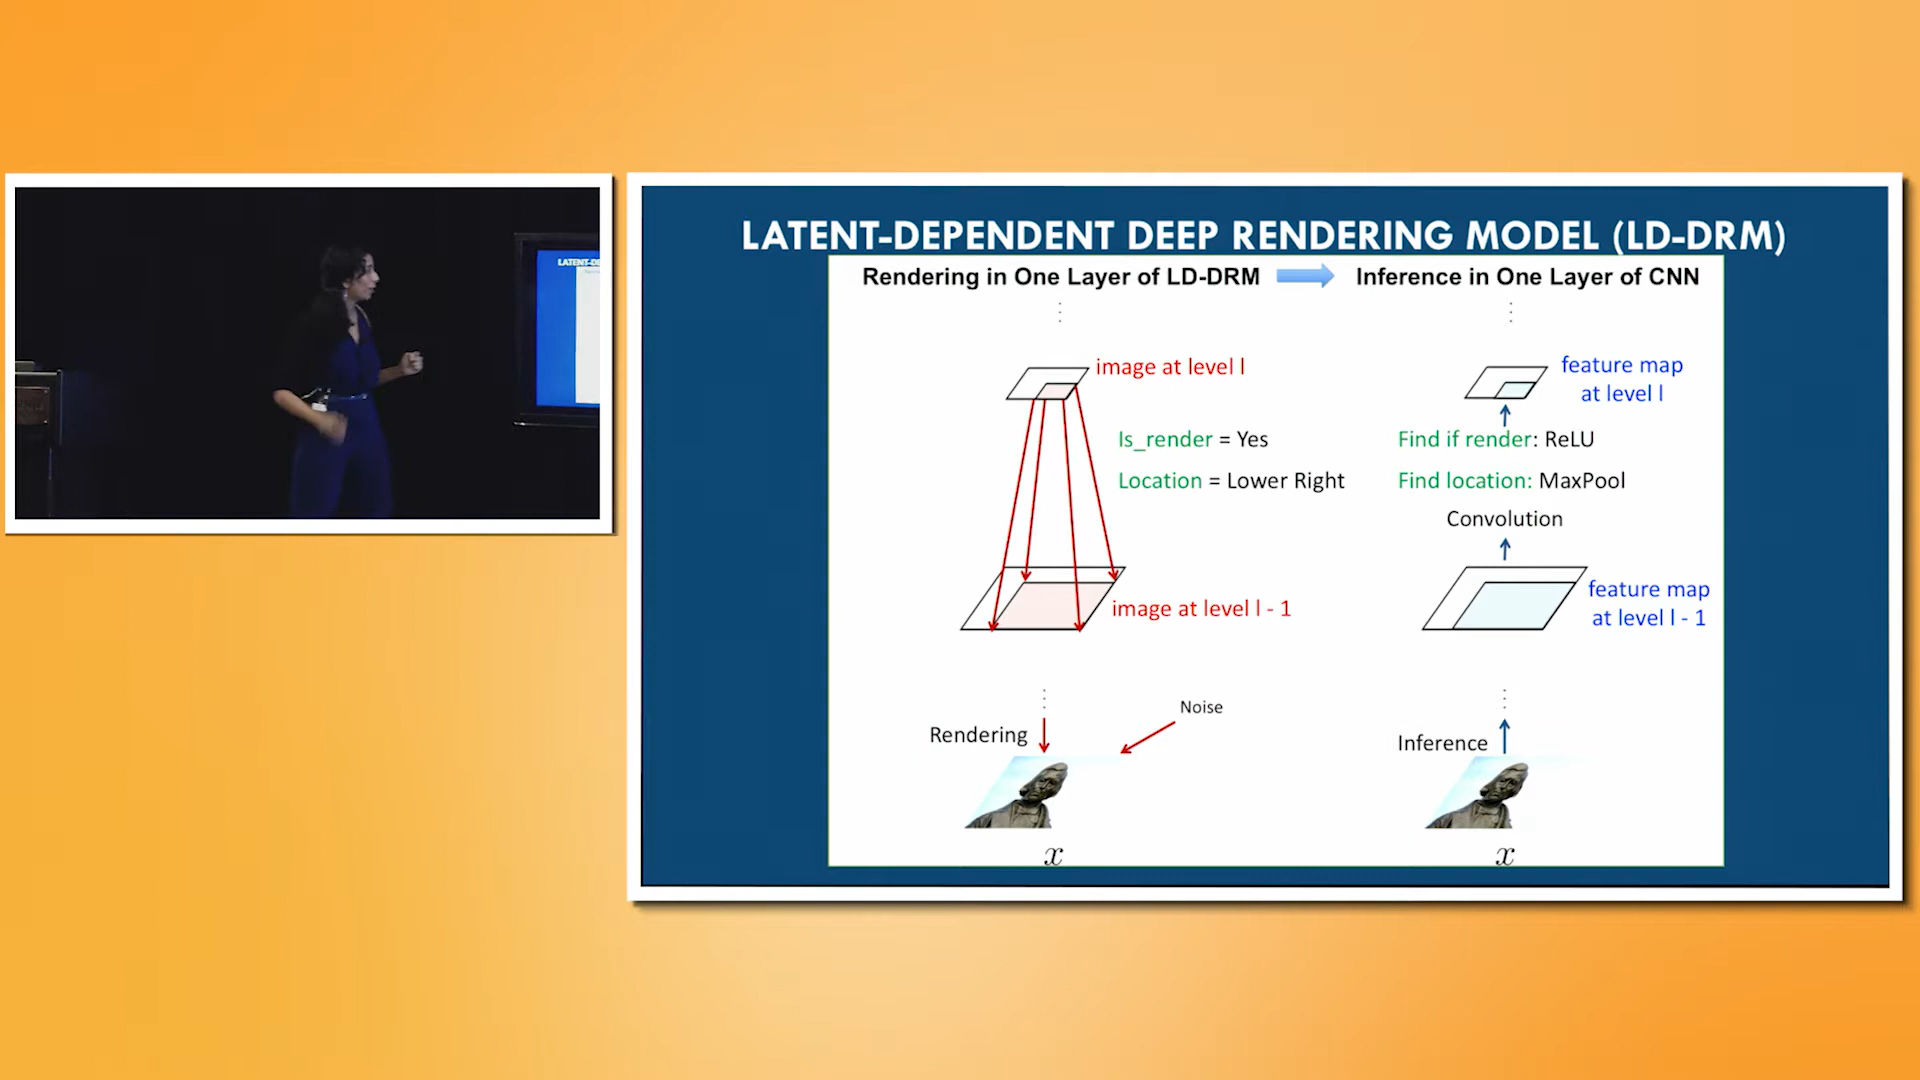 LATENT-DEPENDENT DEEP RENDERING MODEL (LD-DRM)
Rendering in One Layer of LD-DRM
Inference in One Layer of CNN
image at level l
Is_render = Yes
Location = Lower Right
image at level l - 1
Rendering
Noise
x
feature map
at level l
Find if render: ReLU
Find location: MaxPool
Convolution
feature map
at level l - 1
Inference
x
LATENT-DE